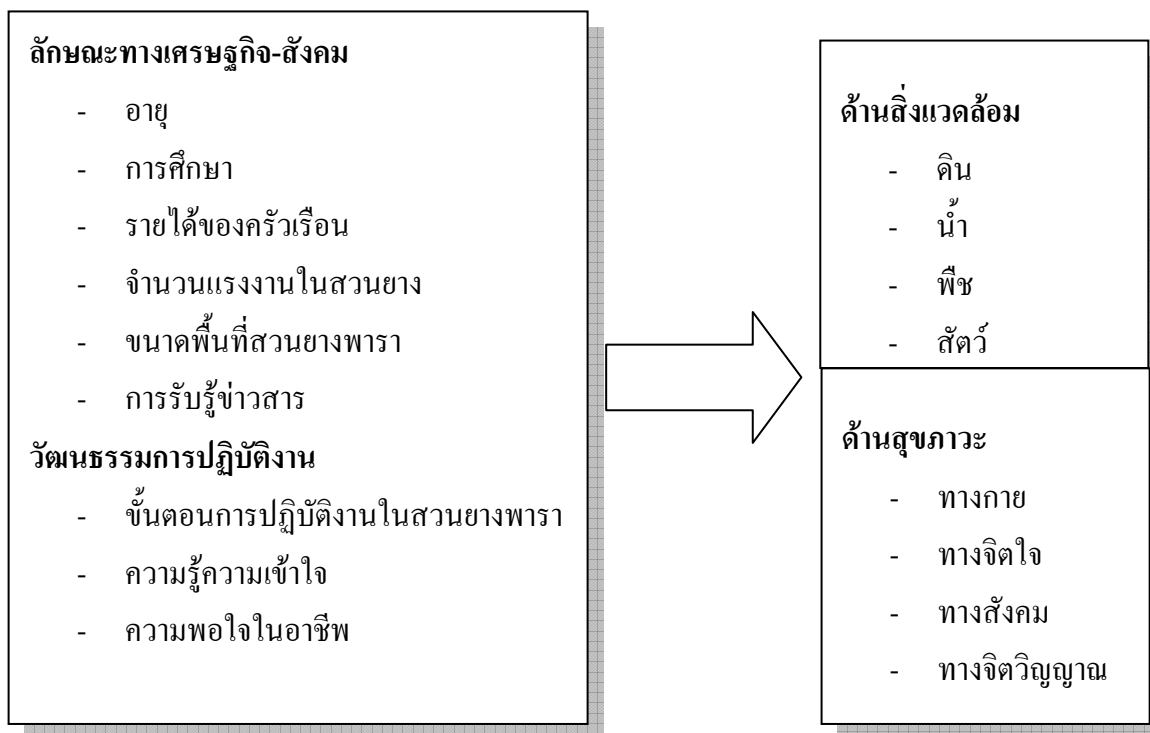 ลักษณะทางเศรษฐกิจ-สังคม
- อายุ
- การศึกษา
- รายได้ของครัวเรือน
- จำนวนแรงงานในสวนยาง
- ขนาดพื้นที่สวนยางพารา
- การรับรู้ข่าวสาร
วัฒนธรรมการปฏิบัติงาน
- ขั้นตอนการปฏิบัติงานในสวนยางพารา
- ความรู้ความเข้าใจ
- ความพอใจในอาชีพ
ด้านสิ่งแวดล้อม
- ดิน
- น้ำ
- พืช
- สัตว์
ด้านสุขภาวะ
- ทางกาย
- ทางจิตใจ
- ทางสังคม
- ทางจิตวิญญาณ